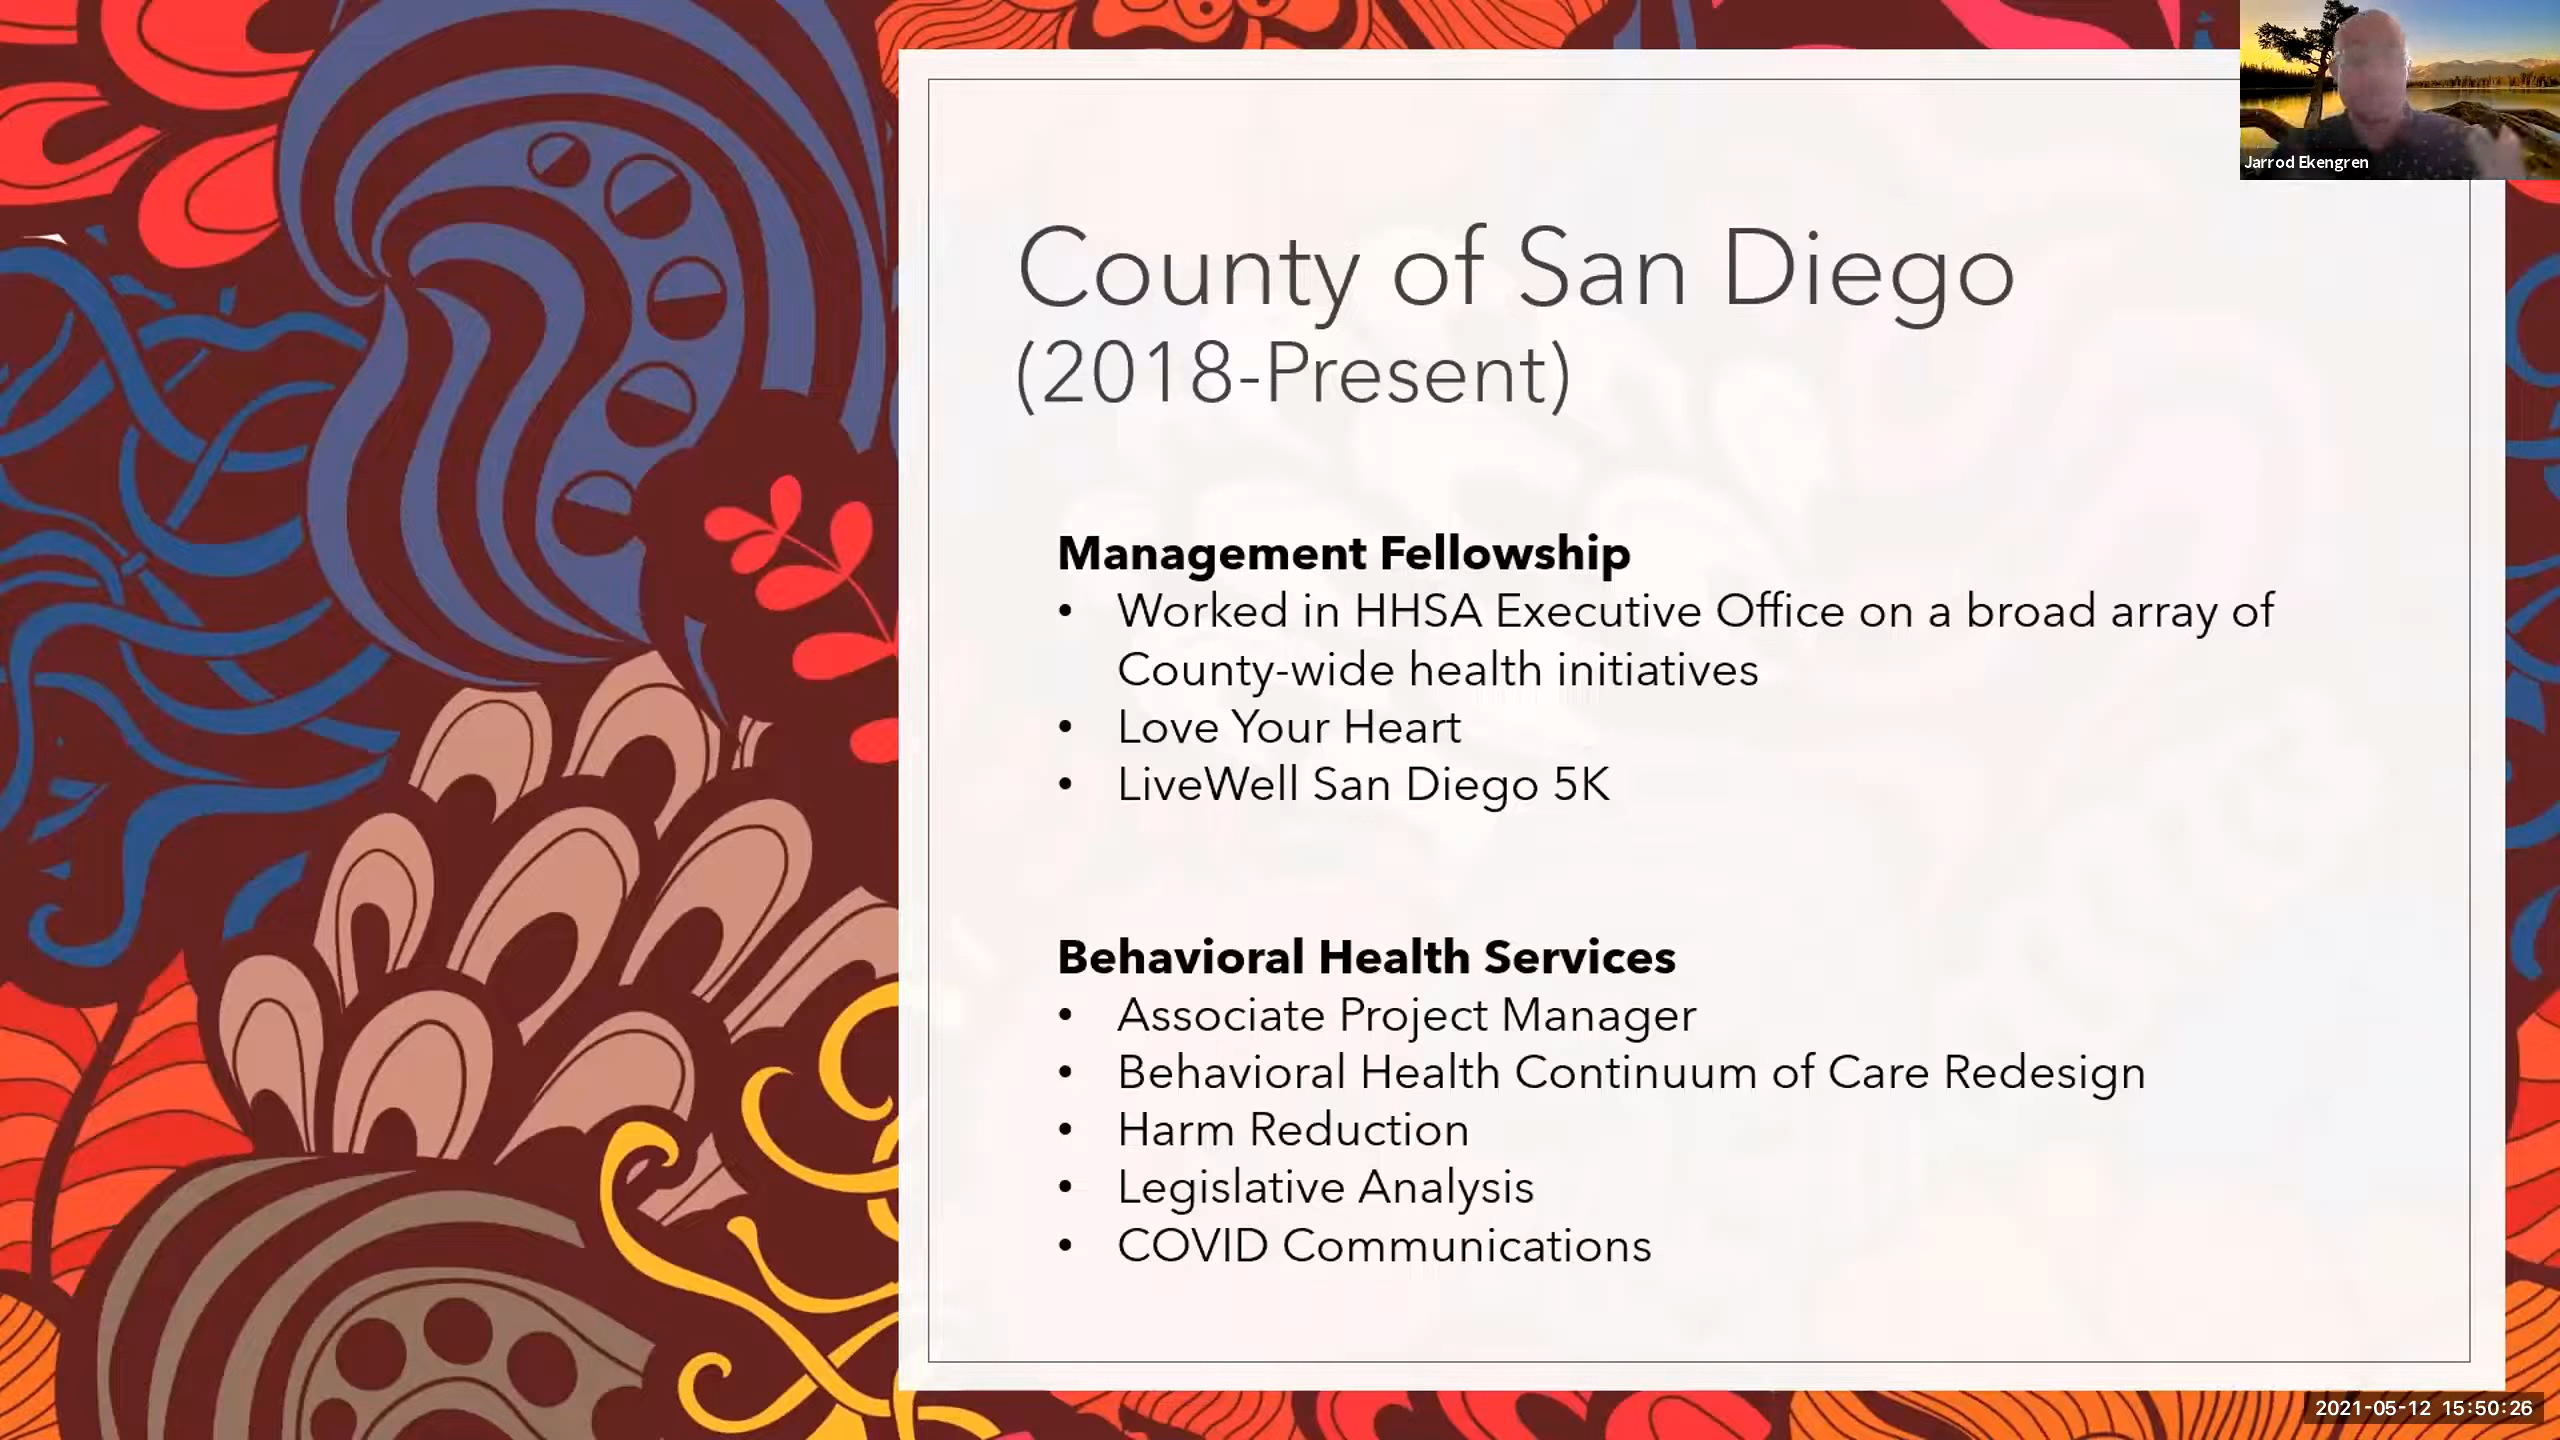 Jarrod Ekengren
County of San Diego
(2018-Present)
Management Fellowship
• Worked in HHSA Executive Office on a broad array of
County-wide health initiatives
• Love Your Heart
• LiveWell San Diego 5K
Behavioral Health Services
• Associate Project Manager
• Behavioral Health Continuum of Care Redesign
• Harm Reduction
• Legislative Analysis
• COVID Communications
2021-05-12 15:50:26